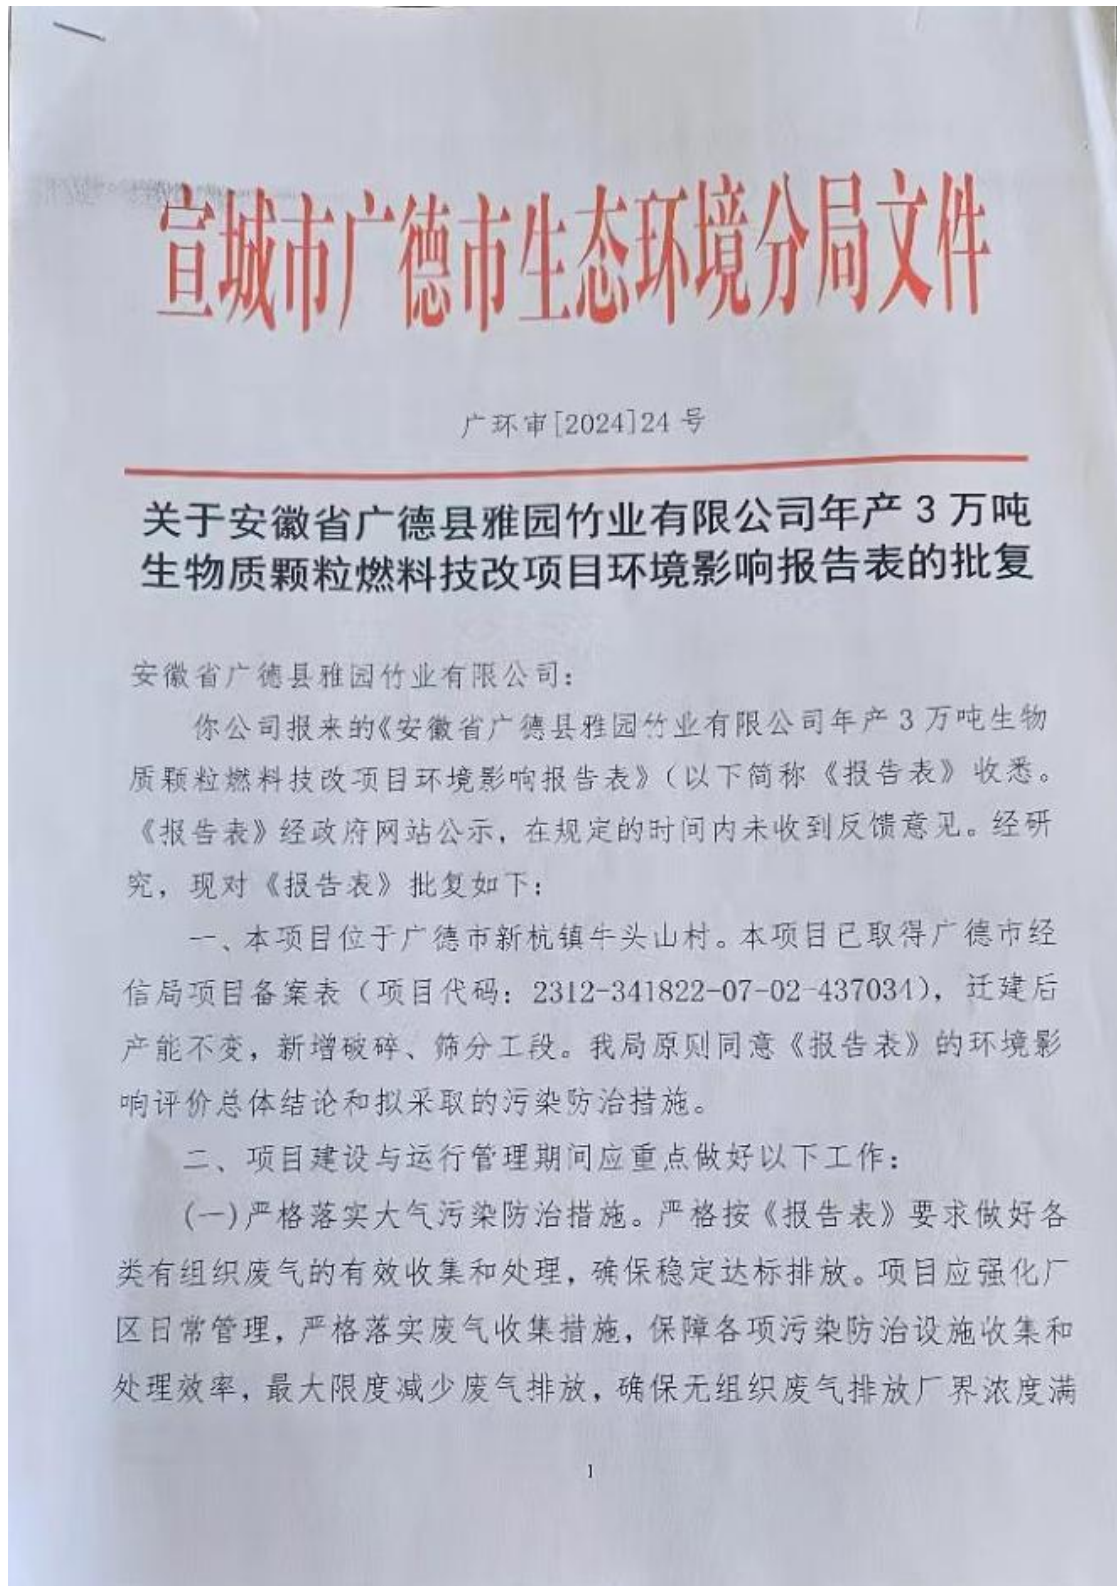 宣城市广德市生态环境分局文件
广环审[2024]24 号
关于安徽省广德县雅园竹业有限公司年产 3 万吨
生物质颗粒燃料技改项目环境影响报告表的批复
安徽省广德县雅园竹业有限公司：
你公司报来的《安徽省广德县雅园竹业有限公司年产 3 万吨生物
质颗粒燃料技改项目环境影响报告表》（以下简称《报告表》收悉。
《报告表》经政府网站公示，在规定的时间内未收到反馈意见。经研
究，现对《报告表》批复如下：
一、本项目位于广德市新杭镇牛头山村。本项目已取得广德市经
信局项目备案表（项目代码：2312-341822-07-02-437034），迁建后
产能不变，新增破碎、筛分工段。我局原则同意《报告表》的环境影
响评价总体结论和拟采取的污染防治措施。
二、项目建设与运行管理期间应重点做好以下工作：
(一)严格落实大气污染防治措施。严格按《报告表》要求做好各
类有组织废气的有效收集和处理，确保稳定达标排放。项目应强化厂
区日常管理，严格落实废气收集措施，保障各项污染防治设施收集和
处理效率，最大限度减少废气排放，确保无组织废气排放厂界浓度满
1